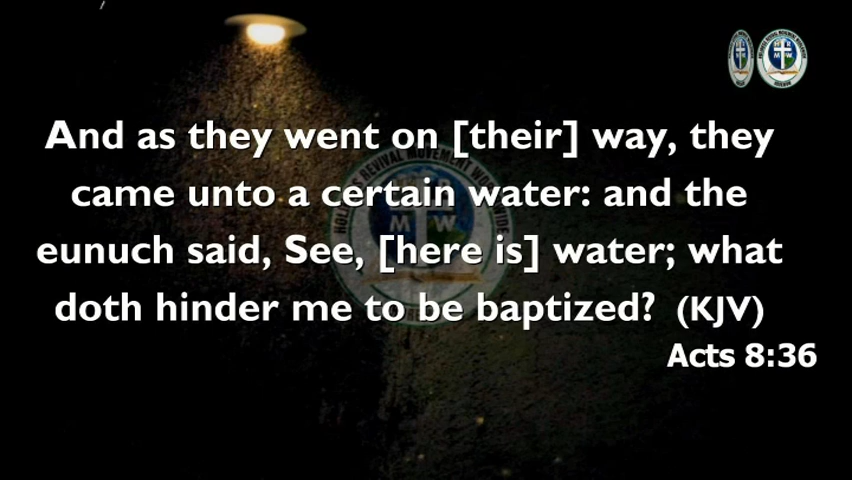 And as they went on [their] way, they
came unto a certain water: and the
eunuch said, See, [here is] water; what
doth hinder me to be baptized? (KJV)
Acts 8:36